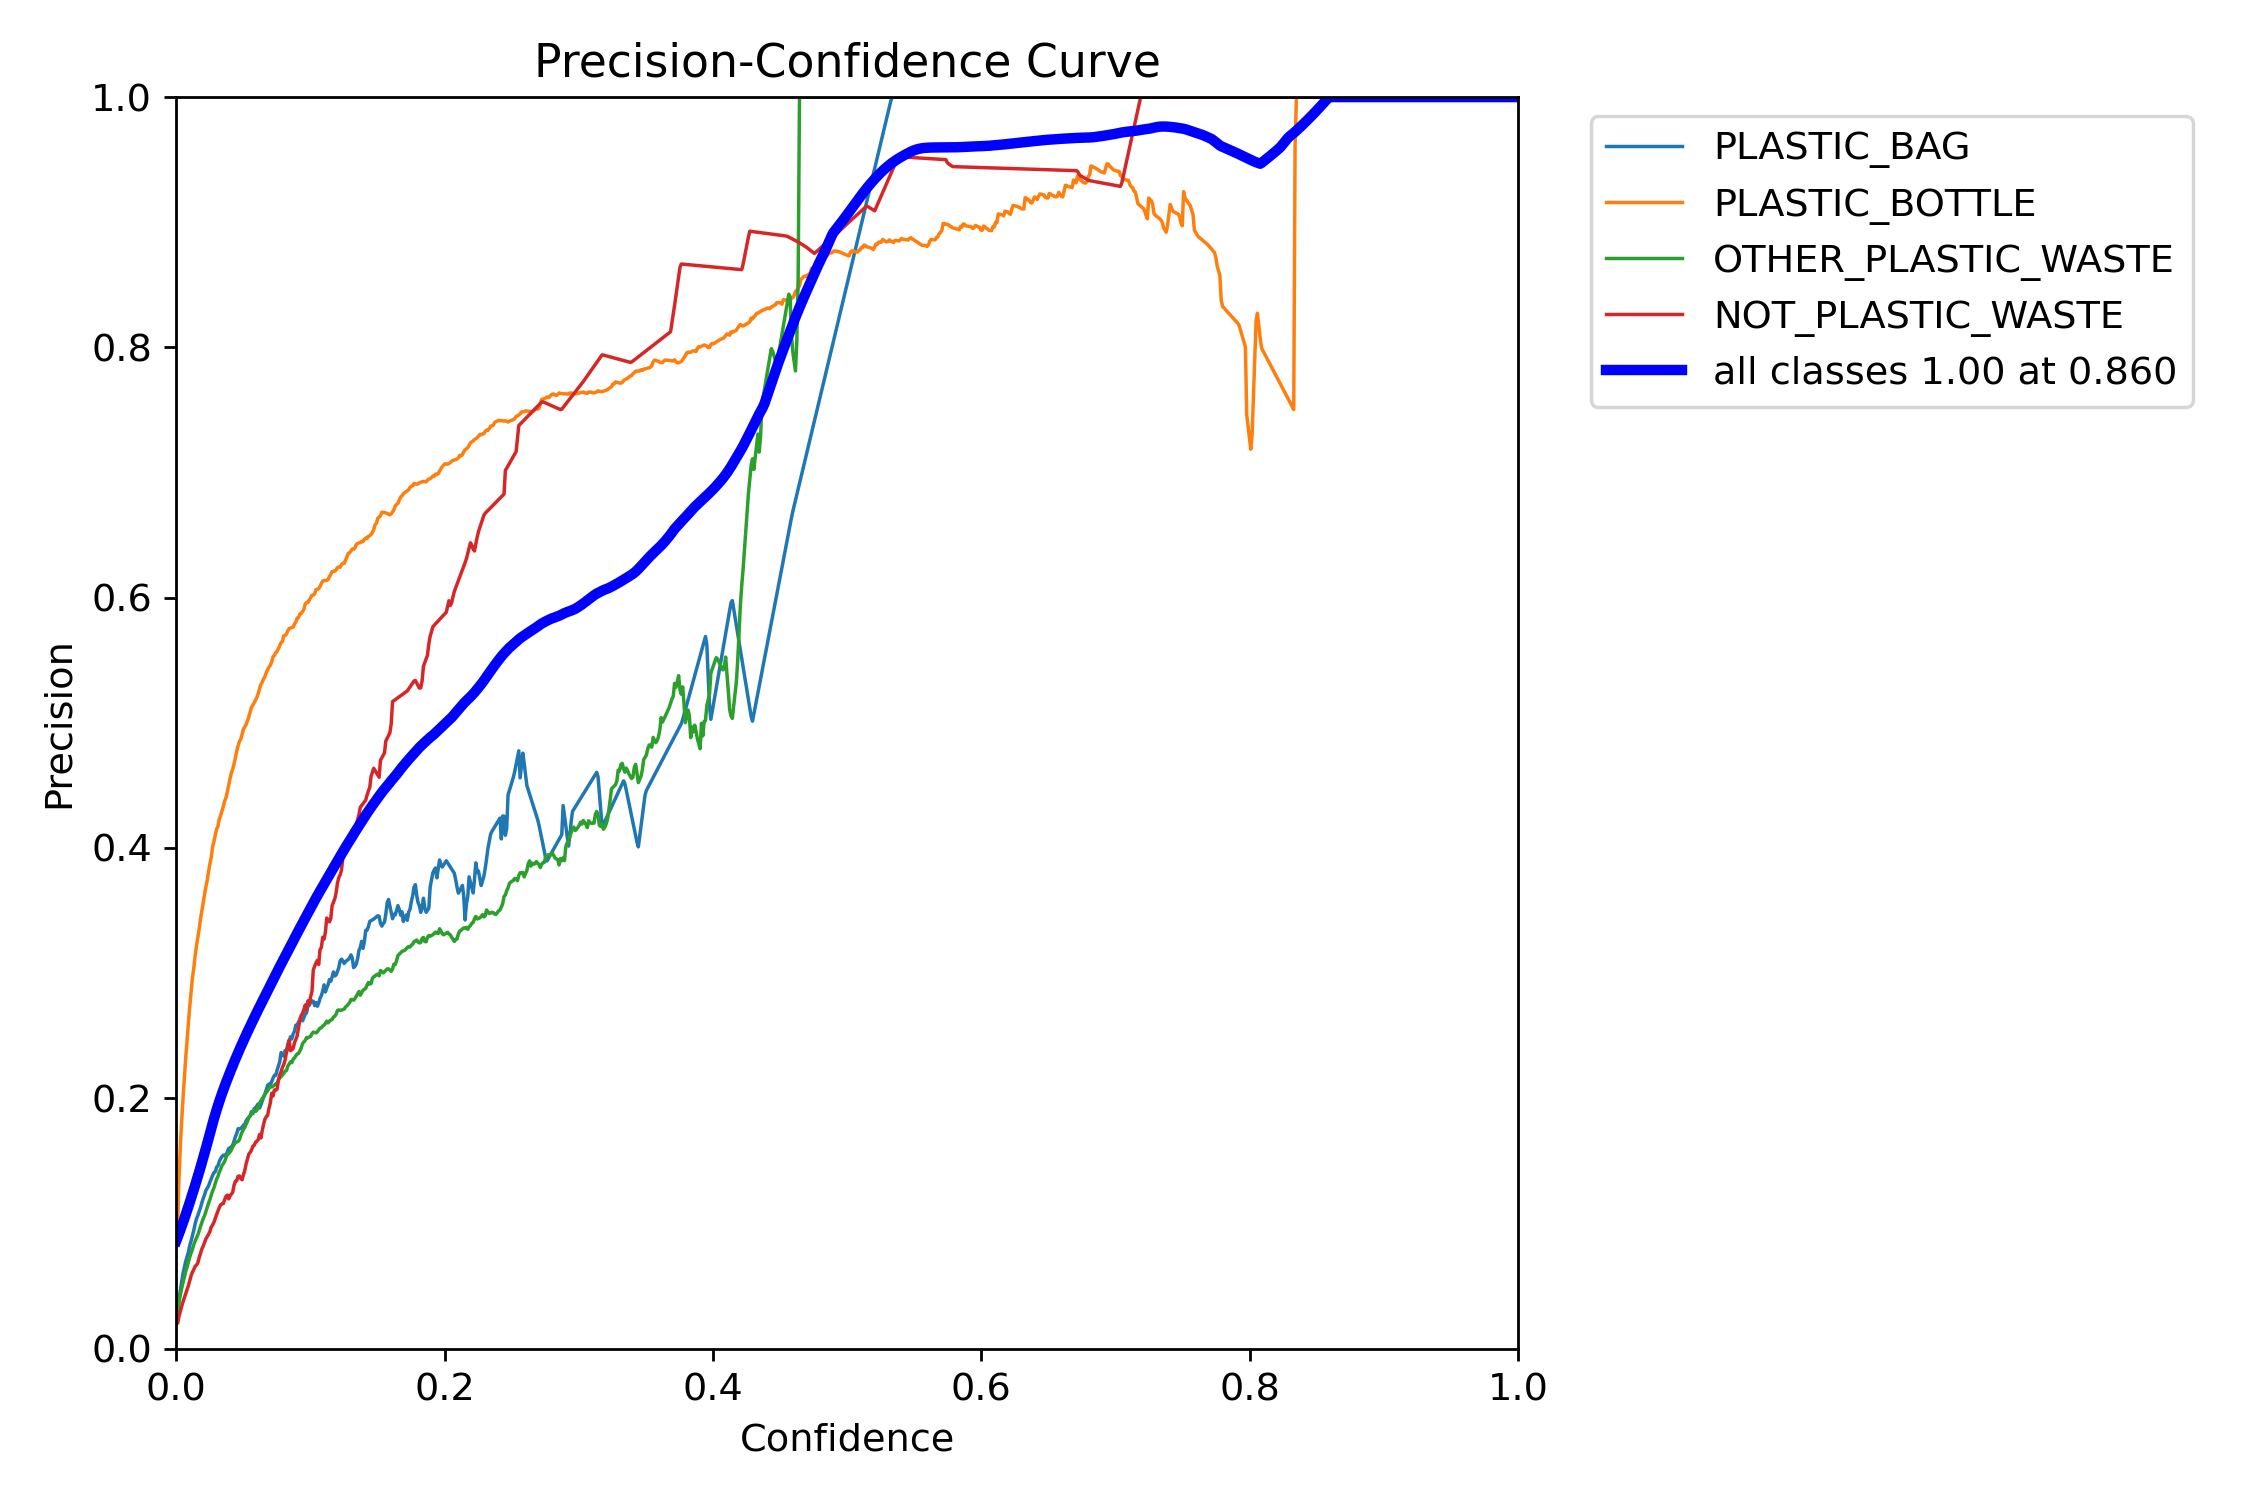 Precision-Confidence Curve
1.0
0.8
0.6
0.4
0.2
0.0
Precision
0.0 0.2 0.4 0.6 0.8 1.0
Confidence
PLASTIC_BAG
PLASTIC_BOTTLE
OTHER_PLASTIC_WASTE
NOT_PLASTIC_WASTE
all classes 1.00 at 0.860